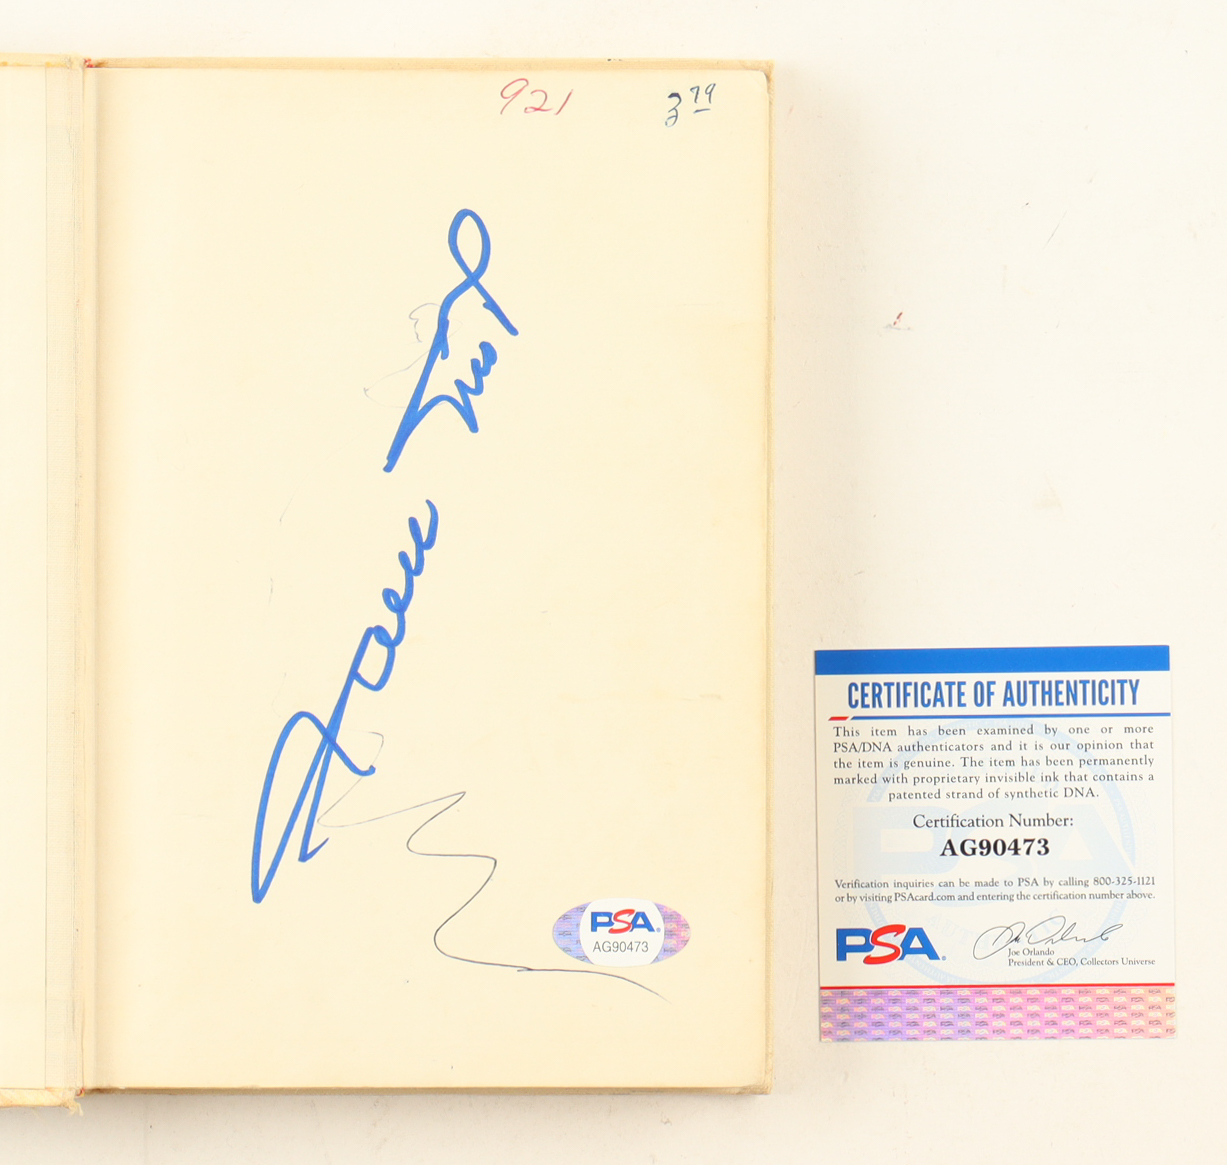 921
3 79
PSA
AG90473
CERTIFICATE OF AUTHENTICITY
This item has been examined by one or more
PSA/DNA authenticators and it is our opinion that
the item is genuine. The item has been permanently
marked with proprietary invisible ink that contains a
patented strand of synthetic DNA.
Certification Number:
AG90473
Verification inquiries can be made to PSA by calling 800-325-1121
or by visiting PSAcard.com and entering the certification number above.
PSA
Joe Orlando
President & CEO, Collectors Universe